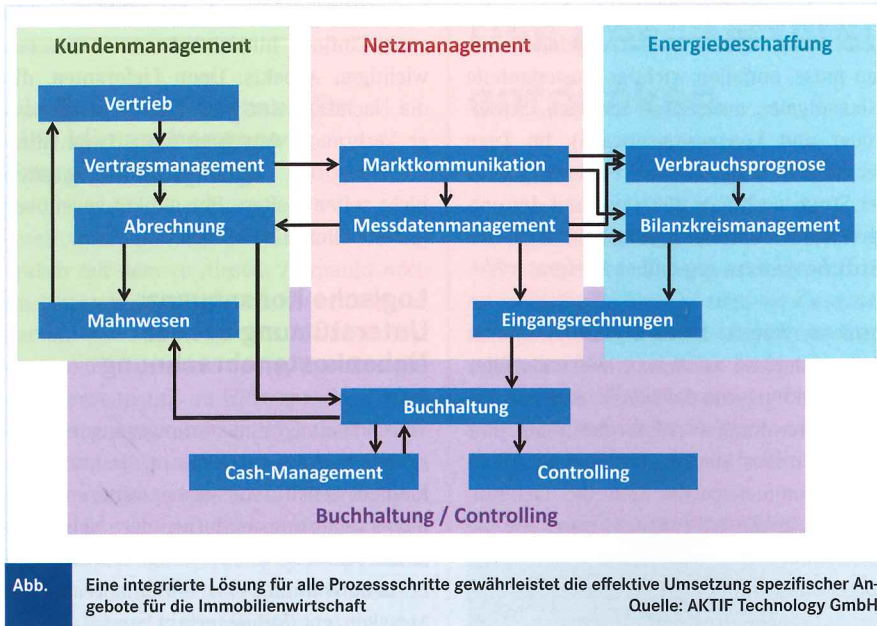 Kundenmanagement
Netzmanagement
Energiebeschaffung
Vertrieb
Vertragsmanagement
Marktkommunikation
Verbrauchsprognose
Abrechnung
Messdatenmanagement
Bilanzkreismanagement
Mahnwesen
Eingangsrechnungen
Buchhaltung
Cash-Management
Controlling
Buchhaltung / Controlling
Abb. Eine integrierte Lösung für alle Prozessschritte gewährleistet die effektive Umsetzung spezifischer An-
gebote für die Immobilienwirtschaft Quelle: AKTIF Technology GmbH